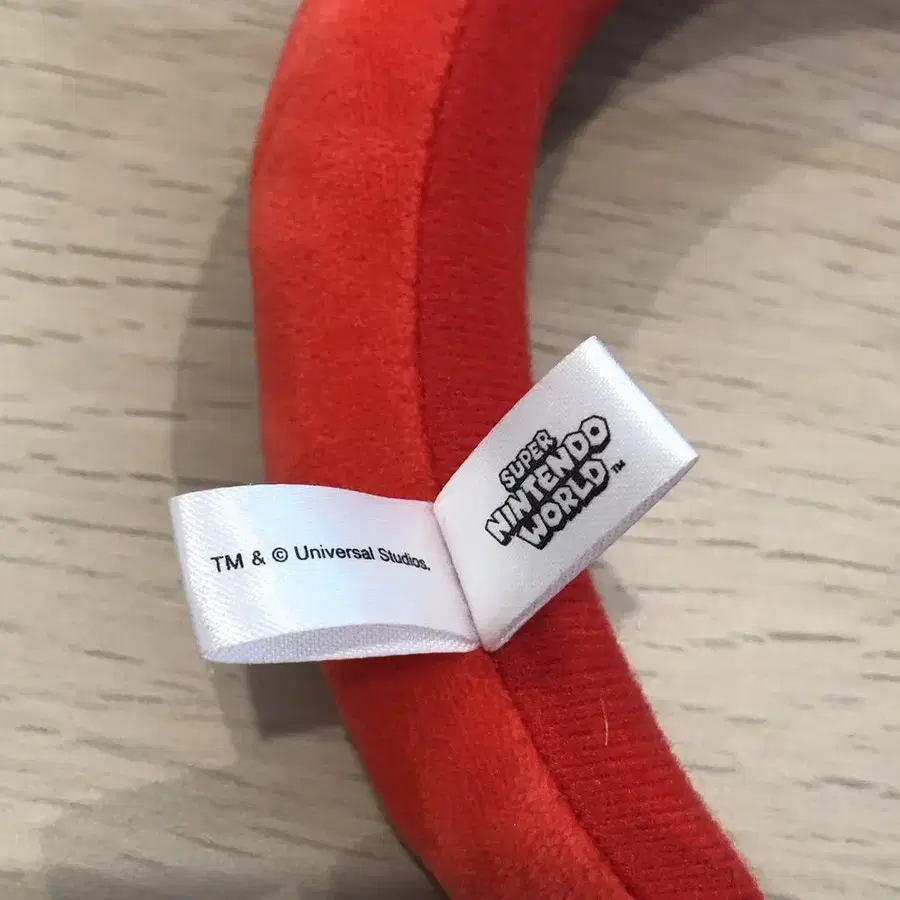 TM & © Universal Studios.
SUPER
NINTENDO
WORLD™